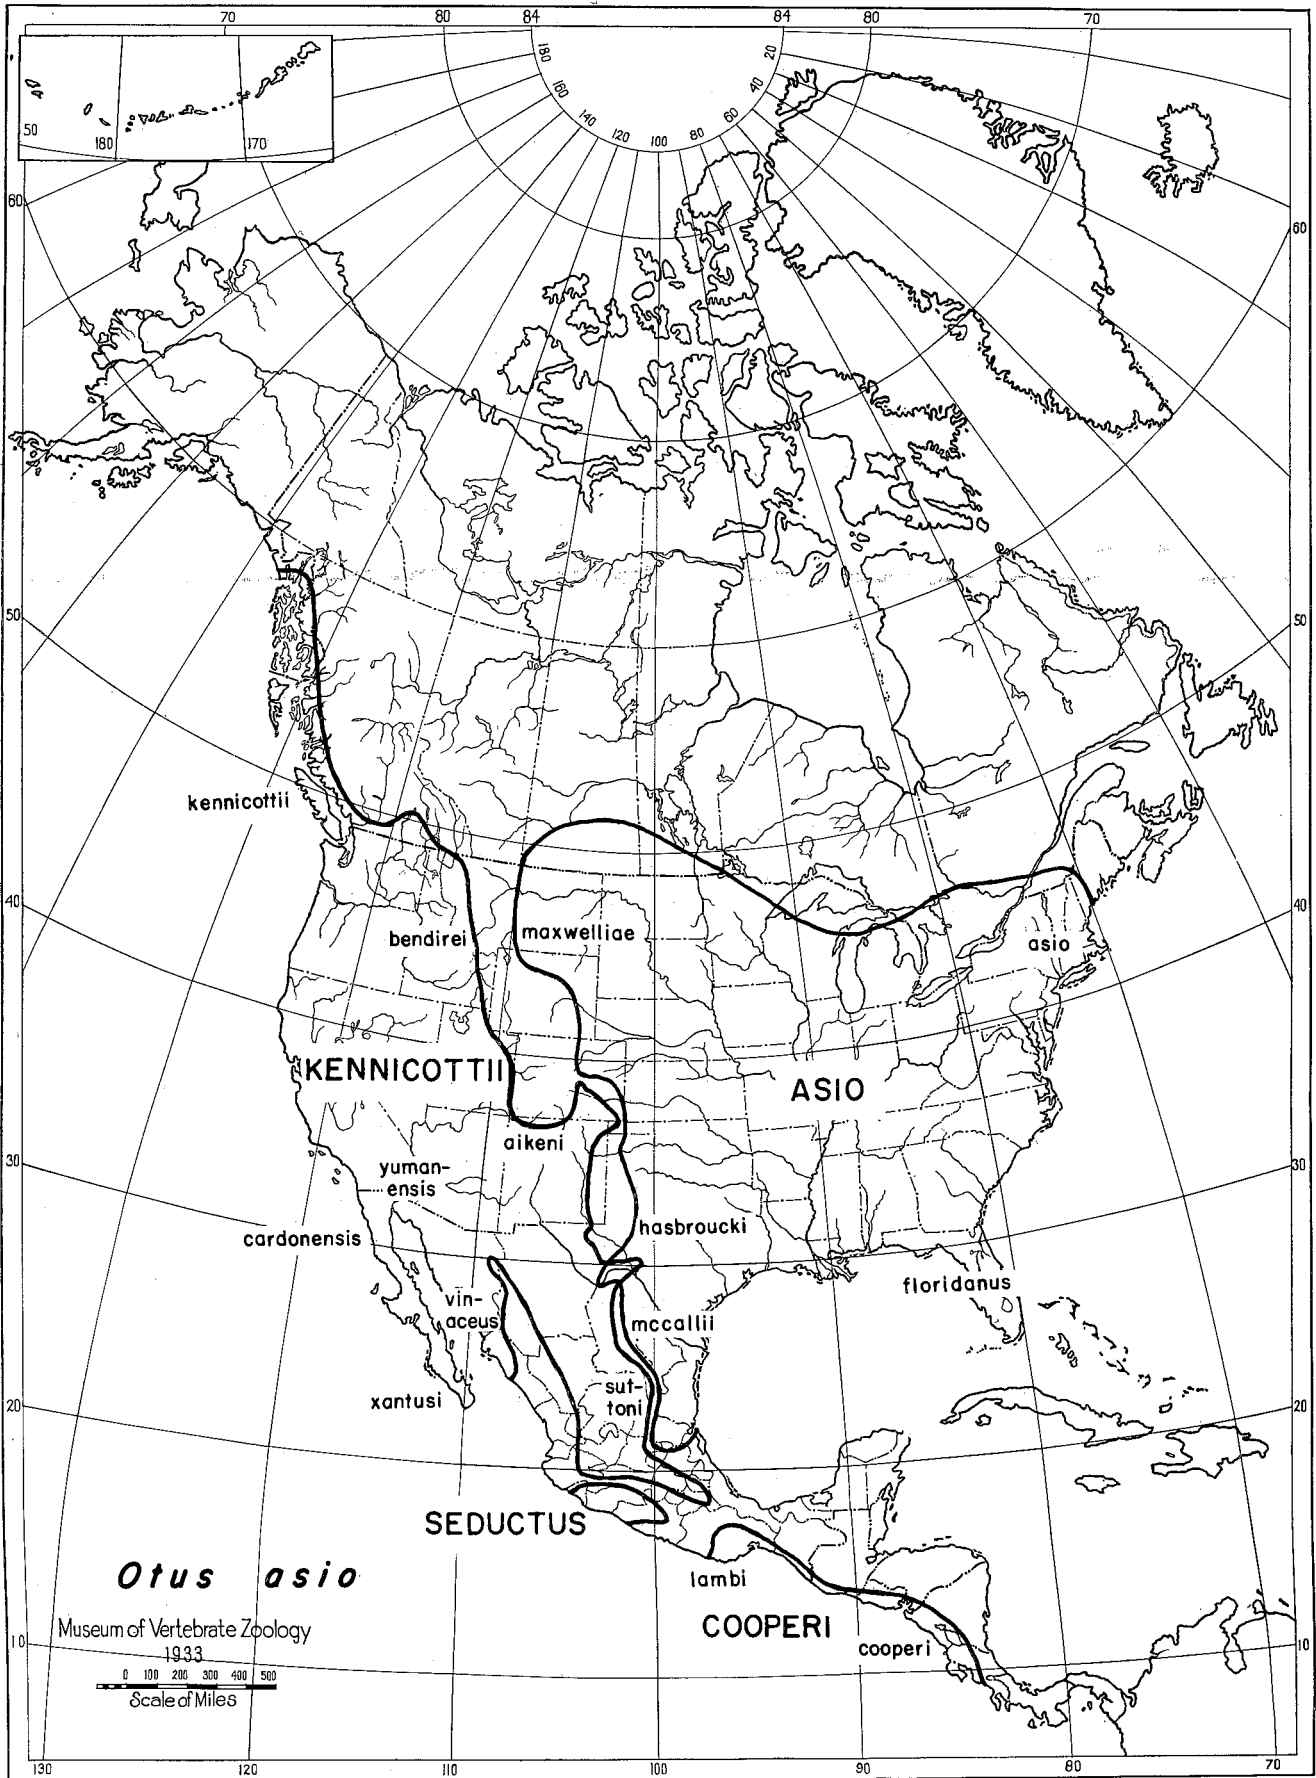 70 84 84 80 70
180 160 140 120 100 80 60 40 20
50 180 170
60 60
50 50
kennicottii
40 40
bendirei maxwelliae asio
KENNICOTTII ASIO
aikeni
30 30
yuman-
ensis
cardonensis hasbroucki
floridanus
vin-
aceus mccallii
xantusi sut-
toni
20 20
SEDUCTUS
Otus asio lambi
Museum of Vertebrate Zoology COOPERI
1933 cooperi
10 10
0 100 200 300 400 500
Scale of Miles
130 120 110 100 90 80 70